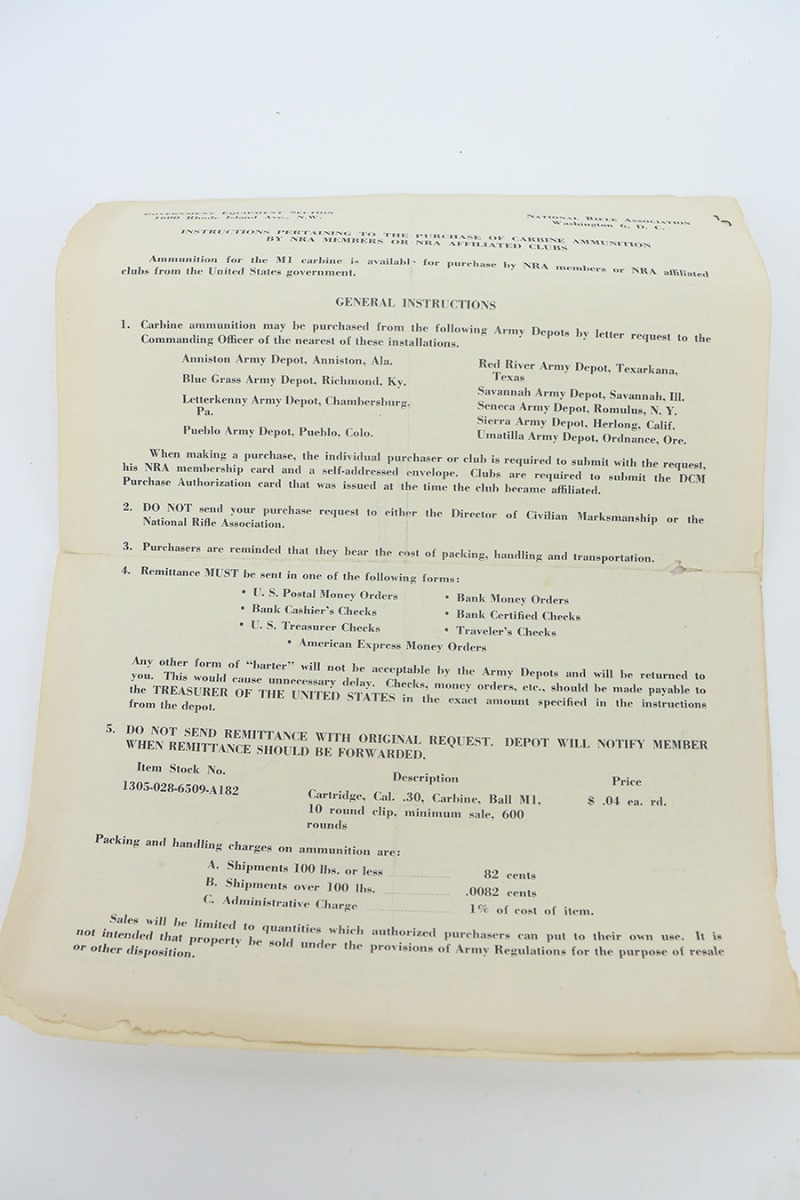 GOVERNMENT EQUIPMENT SECTION
1600 Rhode Island Ave., N.W.
NATIONAL RIFLE ASSOCIATION
Washington 6, D. C.
INSTRUCTIONS PERTAINING TO THE PURCHASE OF CARBINE AMMUNITION
BY NRA MEMBERS OR NRA AFFILIATED CLUBS
Ammunition for the M1 carbine is available for purchase by NRA members or NRA affiliated
clubs from the United States government.
GENERAL INSTRUCTIONS
1. Carbine ammunition may be purchased from the following Army Depots by letter request to the
Commanding Officer of the nearest of these installations.
Anniston Army Depot, Anniston, Ala.
Blue Grass Army Depot, Richmond, Ky.
Letterkenny Army Depot, Chambersburg,
Pa.
Pueblo Army Depot, Pueblo, Colo.
Red River Army Depot, Texarkana,
Texas
Savannah Army Depot, Savannah, Ill.
Seneca Army Depot, Romulus, N. Y.
Sierra Army Depot, Herlong, Calif.
Umatilla Army Depot, Ordnance, Ore.
When making a purchase, the individual purchaser or club is required to submit with the request,
his NRA membership card and a self-addressed envelope. Clubs are required to submit the DCM
Purchase Authorization card that was issued at the time the club became affiliated.
2. DO NOT send your purchase request to either the Director of Civilian Marksmanship or the
National Rifle Association.
3. Purchasers are reminded that they bear the cost of packing, handling and transportation.
4. Remittance MUST be sent in one of the following forms:
• U. S. Postal Money Orders
• Bank Money Orders
• Bank Cashier's Checks
• Bank Certified Checks
• U. S. Treasurer Checks
• Traveler's Checks
• American Express Money Orders
Any other form of "barter" will not be acceptable by the Army Depots and will be returned to
you. This would cause unnecessary delay. Checks, money orders, etc., should be made payable to
the TREASURER OF THE UNITED STATES in the exact amount specified in the instructions
from the depot.
5. DO NOT SEND REMITTANCE WITH ORIGINAL REQUEST. DEPOT WILL NOTIFY MEMBER
WHEN REMITTANCE SHOULD BE FORWARDED.
Item Stock No. Description Price
1305-028-6509-A182 Cartridge, Cal. .30, Carbine, Ball M1, $ .04 ea. rd.
10 round clip, minimum sale, 600
rounds
Packing and handling charges on ammunition are:
A. Shipments 100 lbs. or less 82 cents
B. Shipments over 100 lbs. .0082 cents
C. Administrative Charge 1% of cost of item.
Sales will be limited to quantities which authorized purchasers can put to their own use. It is
not intended that property be sold under the provisions of Army Regulations for the purpose of resale
or other disposition.